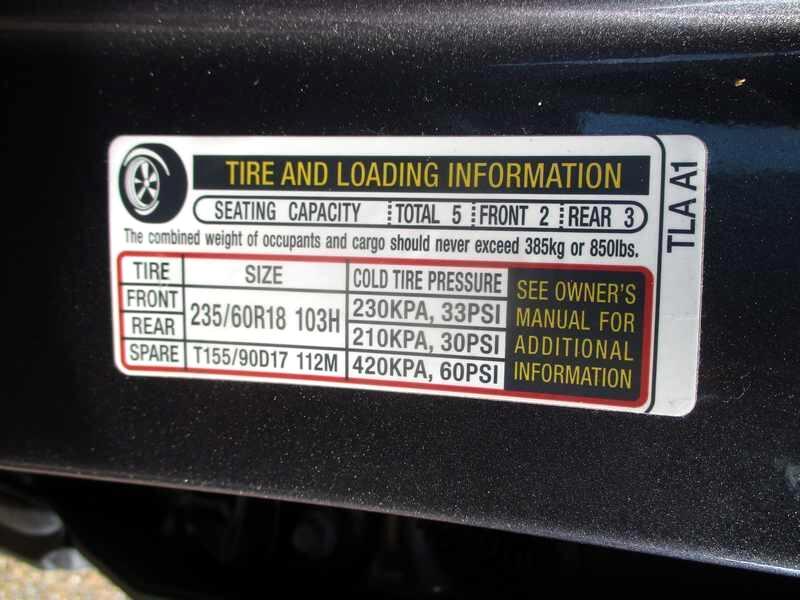 TIRE AND LOADING INFORMATION
SEATING CAPACITY TOTAL 5 FRONT 2 REAR 3
The combined weight of occupants and cargo should never exceed 385kg or 850lbs.
TIRE SIZE COLD TIRE PRESSURE
FRONT 235/60R18 103H 230KPA, 33PSI
REAR 210KPA, 30PSI
SPARE T155/90D17 112M 420KPA, 60PSI
SEE OWNER'S
MANUAL FOR
ADDITIONAL
INFORMATION
TLA A1